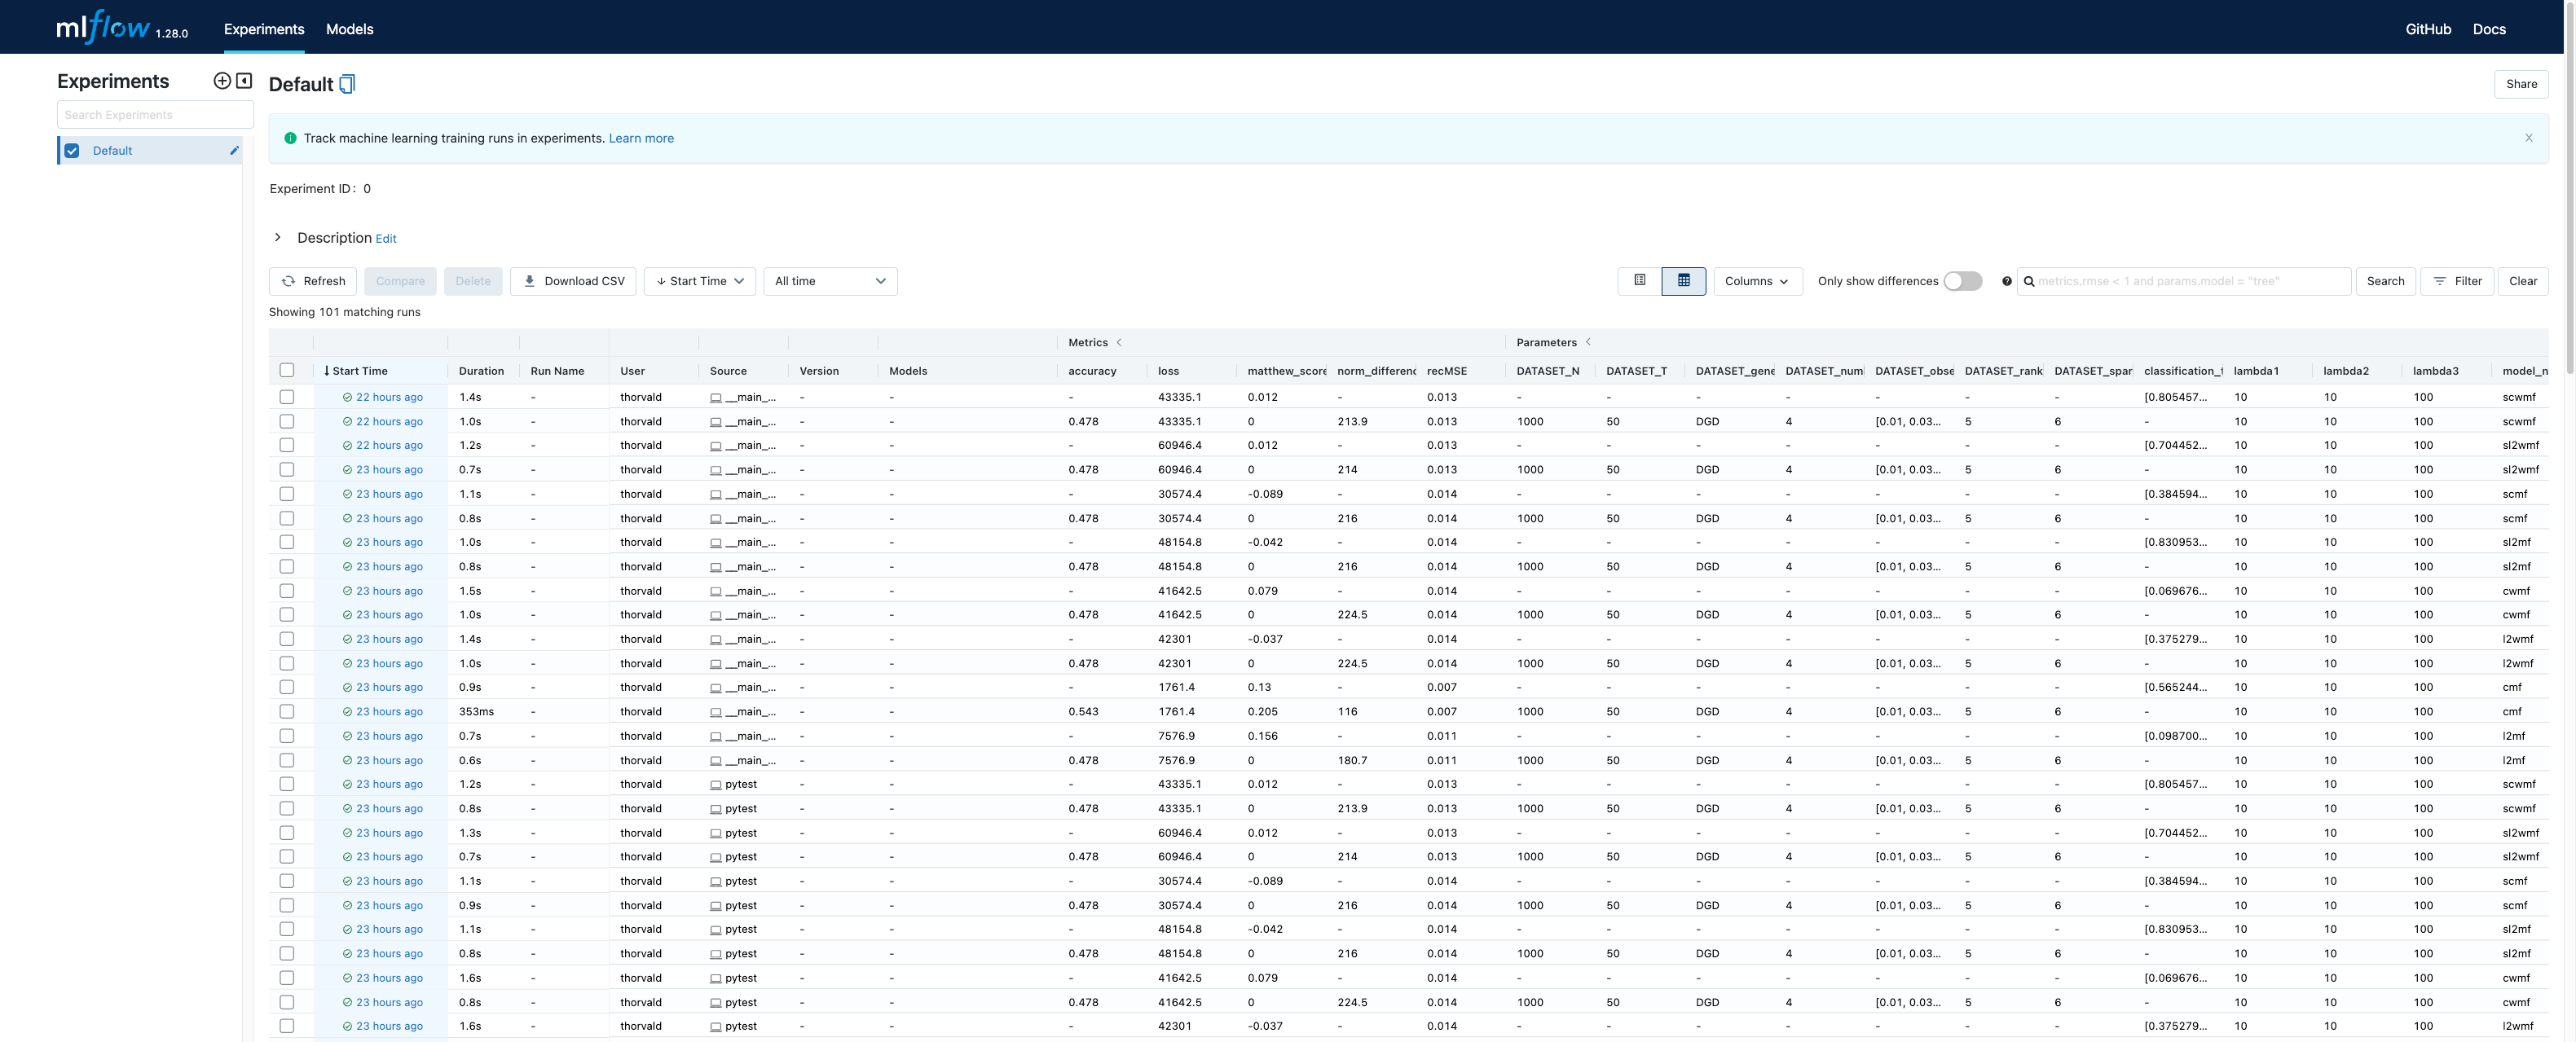 mlflow 1.28.0 Experiments Models GitHub Docs
Experiments
Search Experiments
Default
Default
Share
Track machine learning training runs in experiments. Learn more
Experiment ID: 0
Description Edit
Refresh Compare Delete Download CSV ↓ Start Time All time Columns Only show differences metrics.rmse < 1 and params.model = "tree" Search Filter Clear
Showing 101 matching runs
Metrics Parameters
↓ Start Time Duration Run Name User Source Version Models accuracy loss matthew_score norm_differenc recMSE DATASET_N DATASET_T DATASET_gene DATASET_num DATASET_obse DATASET_rank DATASET_spar classification_t lambda1 lambda2 lambda3 model_n
22 hours ago 1.4s - thorvald __main_... - - - 43335.1 0.012 - 0.013 - - - - - - - [0.805457... 10 10 100 scwmf
22 hours ago 1.0s - thorvald __main_... - - 0.478 43335.1 0 213.9 0.013 1000 50 DGD 4 [0.01, 0.03... 5 6 - 10 10 100 scwmf
22 hours ago 1.2s - thorvald __main_... - - - 60946.4 0.012 - 0.013 - - - - - - - [0.704452... 10 10 100 sl2wmf
23 hours ago 0.7s - thorvald __main_... - - 0.478 60946.4 0 214 0.013 1000 50 DGD 4 [0.01, 0.03... 5 6 - 10 10 100 sl2wmf
23 hours ago 1.1s - thorvald __main_... - - - 30574.4 -0.089 - 0.014 - - - - - - - [0.384594... 10 10 100 scmf
23 hours ago 0.8s - thorvald __main_... - - 0.478 30574.4 0 216 0.014 1000 50 DGD 4 [0.01, 0.03... 5 6 - 10 10 100 scmf
23 hours ago 1.0s - thorvald __main_... - - - 48154.8 -0.042 - 0.014 - - - - - - - [0.830953... 10 10 100 sl2mf
23 hours ago 0.8s - thorvald __main_... - - 0.478 48154.8 0 216 0.014 1000 50 DGD 4 [0.01, 0.03... 5 6 - 10 10 100 sl2mf
23 hours ago 1.5s - thorvald __main_... - - - 41642.5 0.079 - 0.014 - - - - - - - [0.069676... 10 10 100 cwmf
23 hours ago 1.0s - thorvald __main_... - - 0.478 41642.5 0 224.5 0.014 1000 50 DGD 4 [0.01, 0.03... 5 6 - 10 10 100 cwmf
23 hours ago 1.4s - thorvald __main_... - - - 42301 -0.037 - 0.014 - - - - - - - [0.375279... 10 10 100 l2wmf
23 hours ago 1.0s - thorvald __main_... - - 0.478 42301 0 224.5 0.014 1000 50 DGD 4 [0.01, 0.03... 5 6 - 10 10 100 l2wmf
23 hours ago 0.9s - thorvald __main_... - - - 1761.4 0.13 - 0.007 - - - - - - - [0.565244... 10 10 100 cmf
23 hours ago 353ms - thorvald __main_... - - 0.543 1761.4 0.205 116 0.007 1000 50 DGD 4 [0.01, 0.03... 5 6 - 10 10 100 cmf
23 hours ago 0.7s - thorvald __main_... - - - 7576.9 0.156 - 0.011 - - - - - - - [0.098700... 10 10 100 l2mf
23 hours ago 0.6s - thorvald __main_... - - 0.478 7576.9 0 180.7 0.011 1000 50 DGD 4 [0.01, 0.03... 5 6 - 10 10 100 l2mf
23 hours ago 1.2s - thorvald pytest - - - 43335.1 0.012 - 0.013 - - - - - - - [0.805457... 10 10 100 scwmf
23 hours ago 0.8s - thorvald pytest - - 0.478 43335.1 0 213.9 0.013 1000 50 DGD 4 [0.01, 0.03... 5 6 - 10 10 100 scwmf
23 hours ago 1.3s - thorvald pytest - - - 60946.4 0.012 - 0.013 - - - - - - - [0.704452... 10 10 100 sl2wmf
23 hours ago 0.7s - thorvald pytest - - 0.478 60946.4 0 214 0.013 1000 50 DGD 4 [0.01, 0.03... 5 6 - 10 10 100 sl2wmf
23 hours ago 1.1s - thorvald pytest - - - 30574.4 -0.089 - 0.014 - - - - - - - [0.384594... 10 10 100 scmf
23 hours ago 0.9s - thorvald pytest - - 0.478 30574.4 0 216 0.014 1000 50 DGD 4 [0.01, 0.03... 5 6 - 10 10 100 scmf
23 hours ago 1.1s - thorvald pytest - - - 48154.8 -0.042 - 0.014 - - - - - - - [0.830953... 10 10 100 sl2mf
23 hours ago 0.8s - thorvald pytest - - 0.478 48154.8 0 216 0.014 1000 50 DGD 4 [0.01, 0.03... 5 6 - 10 10 100 sl2mf
23 hours ago 1.6s - thorvald pytest - - - 41642.5 0.079 - 0.014 - - - - - - - [0.069676... 10 10 100 cwmf
23 hours ago 0.8s - thorvald pytest - - 0.478 41642.5 0 224.5 0.014 1000 50 DGD 4 [0.01, 0.03... 5 6 - 10 10 100 cwmf
23 hours ago 1.6s - thorvald pytest - - - 42301 -0.037 - 0.014 - - - - - - - [0.375279... 10 10 100 l2wmf